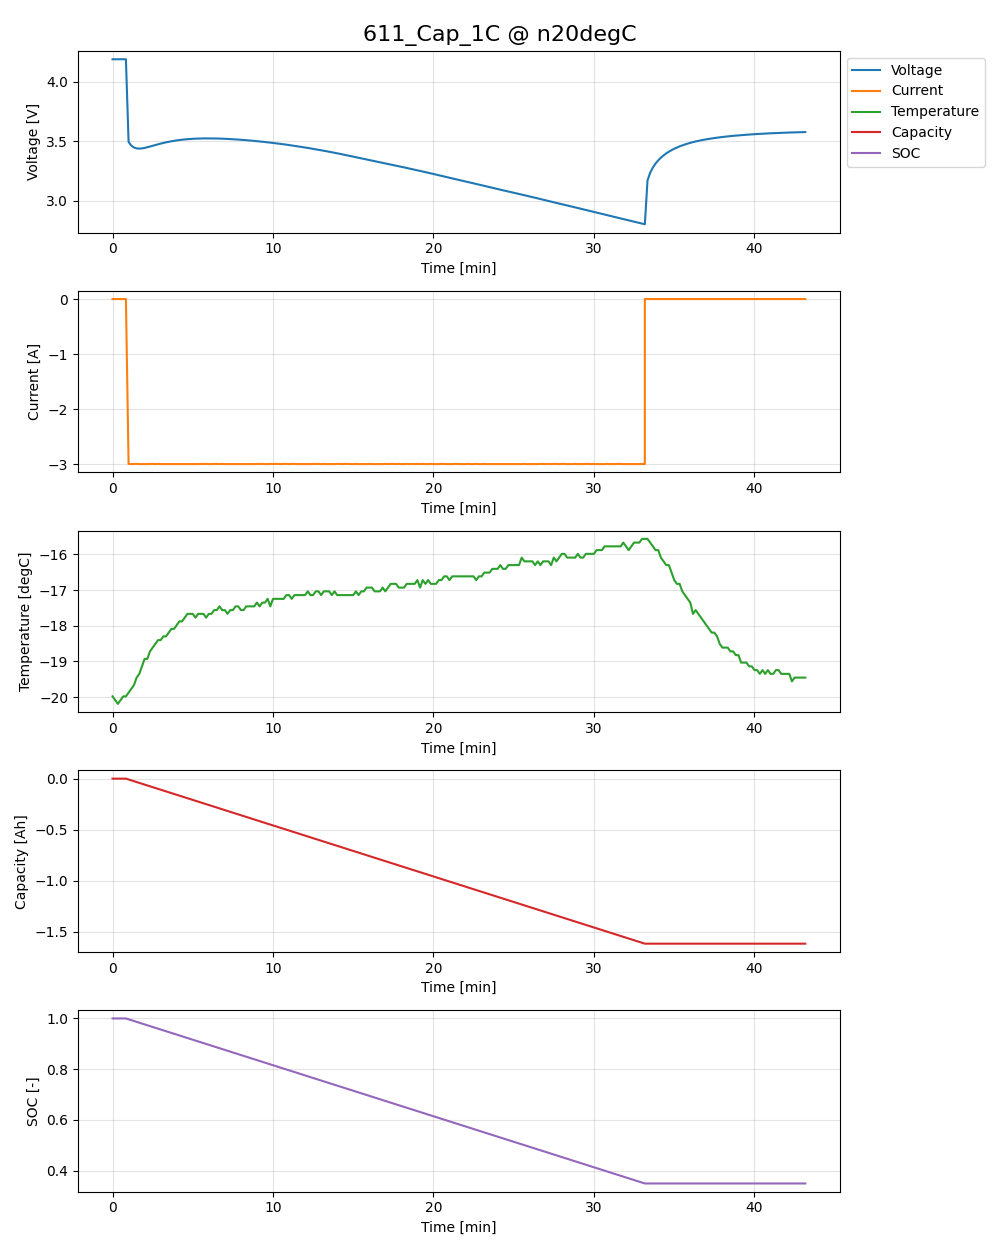 611_Cap_1C @ n20degC
4.0
3.5
3.0
Voltage [V]
0 10 20 30 40
Time [min]
Voltage
Current
Temperature
Capacity
SOC
0
−1
−2
−3
Current [A]
0 10 20 30 40
Time [min]
−16
−17
−18
−19
−20
Temperature [degC]
0 10 20 30 40
Time [min]
0.0
−0.5
−1.0
−1.5
Capacity [Ah]
0 10 20 30 40
Time [min]
1.0
0.8
0.6
0.4
SOC [-]
0 10 20 30 40
Time [min]